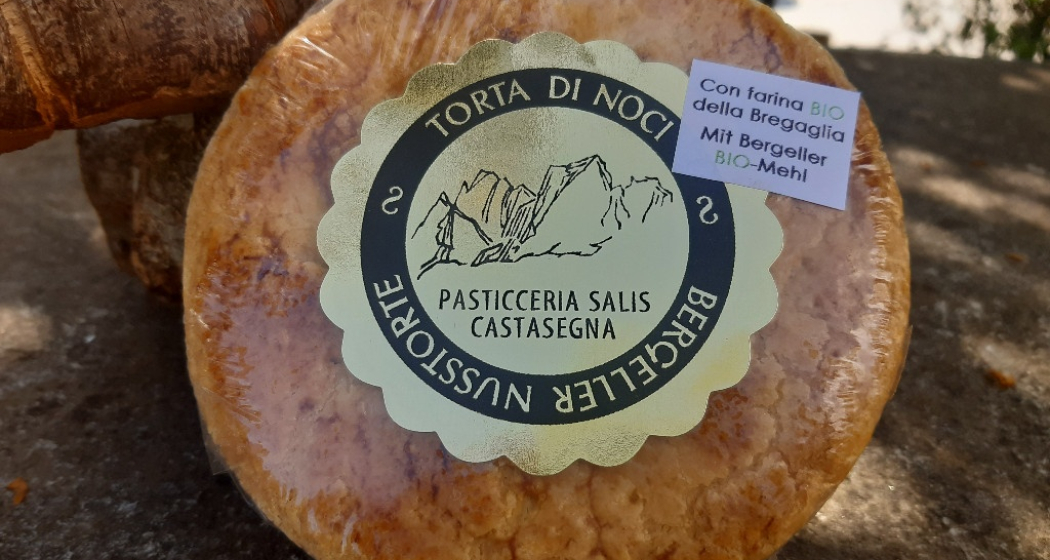 TORTA DI NOCI
PASTICCERIA SALIS
CASTASEGNA
BERGELLER NUSSTORTE
Con farina BIO
della Bregaglia
Mit Bergeller
BIO-Mehl